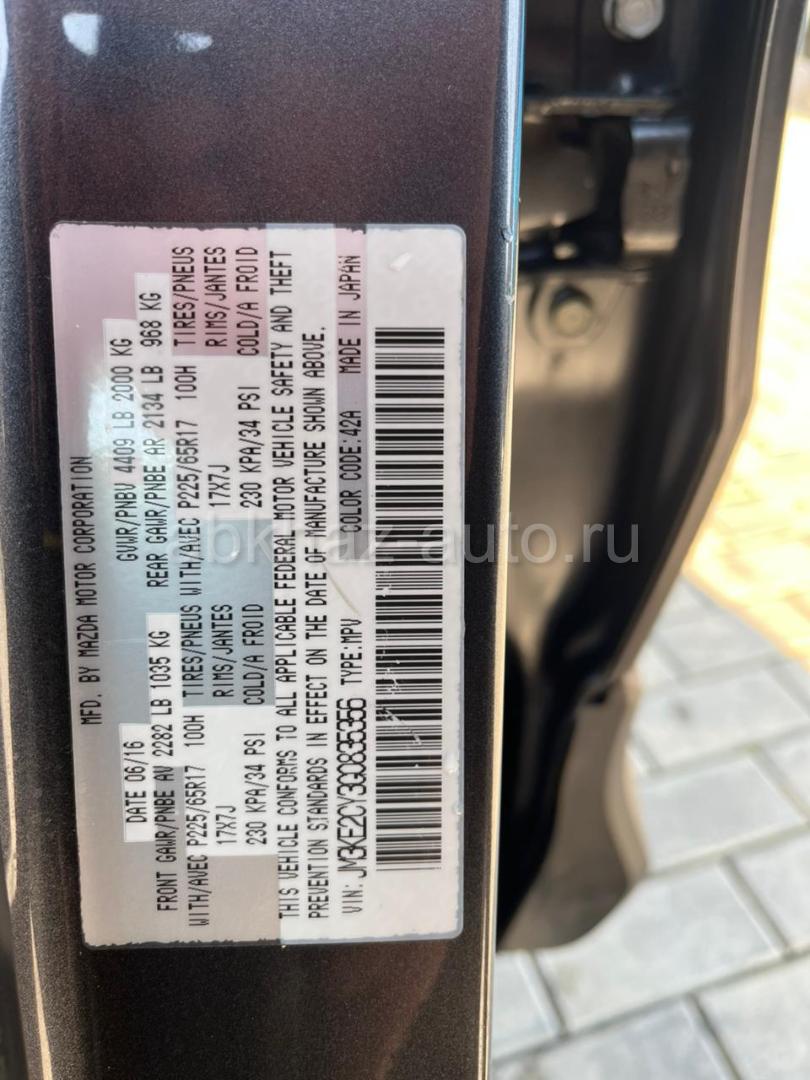 MFD. BY MAZDA MOTOR CORPORATION
DATE 06/16 GVWR/PNBV 4409 LB 2000 KG
FRONT GAWR/PNBE AV 2282 LB 1035 KG REAR GAWR/PNBE AR 2134 LB 968 KG
WITH/AVEC P225/65R17 100H TIRES/PNEUS WITH/AVEC P225/65R17 100H TIRES/PNEUS
17X7J RIMS/JANTES 17X7J RIMS/JANTES
230 KPA/34 PSI COLD/A FROID 230 KPA/34 PSI COLD/A FROID
THIS VEHICLE CONFORMS TO ALL APPLICABLE FEDERAL MOTOR VEHICLE SAFETY AND THEFT
PREVENTION STANDARDS IN EFFECT ON THE DATE OF MANUFACTURE SHOWN ABOVE.
VIN: JM3KE2CY3G0835356 TYPE:MPV COLOR CODE:42A MADE IN JAPAN
abkhaz-auto.ru